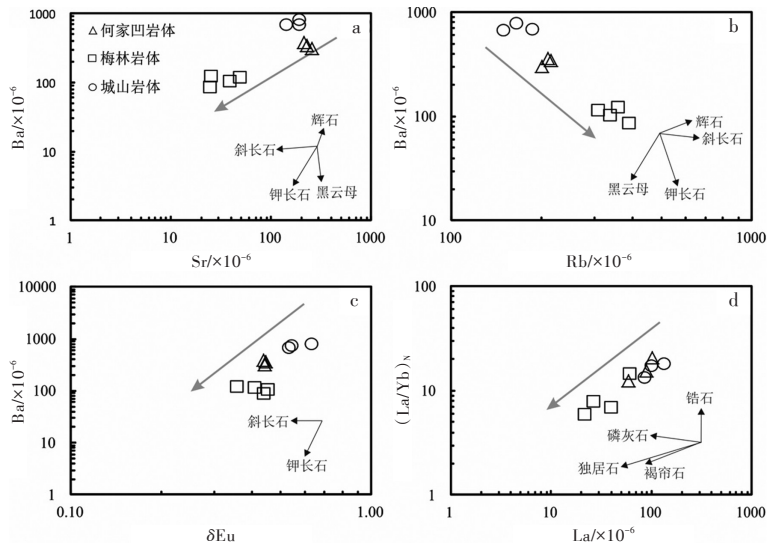 a
△ 何家凹岩体
□ 梅林岩体
○ 城山岩体
辉石
斜长石
钾长石
黑云母
Ba/×10⁻⁶
1000
100
10
1
1 10 100 1000
Sr/×10⁻⁶
b
辉石
斜长石
黑云母
钾长石
Ba/×10⁻⁶
1000
100
10
100 1000
Rb/×10⁻⁶
c
斜长石
钾长石
Ba/×10⁻⁶
10000
1000
100
10
1
0.10 1.00
δEu
d
锆石
磷灰石
独居石
褐帘石
(La/Yb)N
100
10
1
1 10 100 1000
La/×10⁻⁶